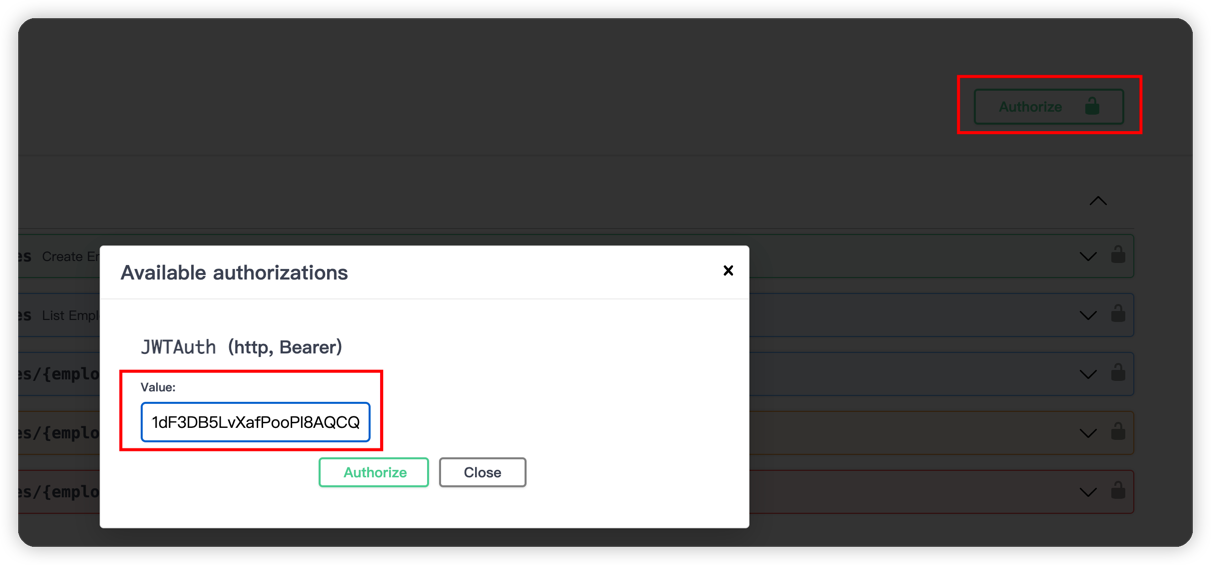 Authorize
es Create Er
Available authorizations
es List Empl
JWTAuth (http, Bearer)
es/{emplo
Value:
1dF3DB5LvXafPooPl8AQCQ
es/{emplo
Authorize Close
es/{emplo